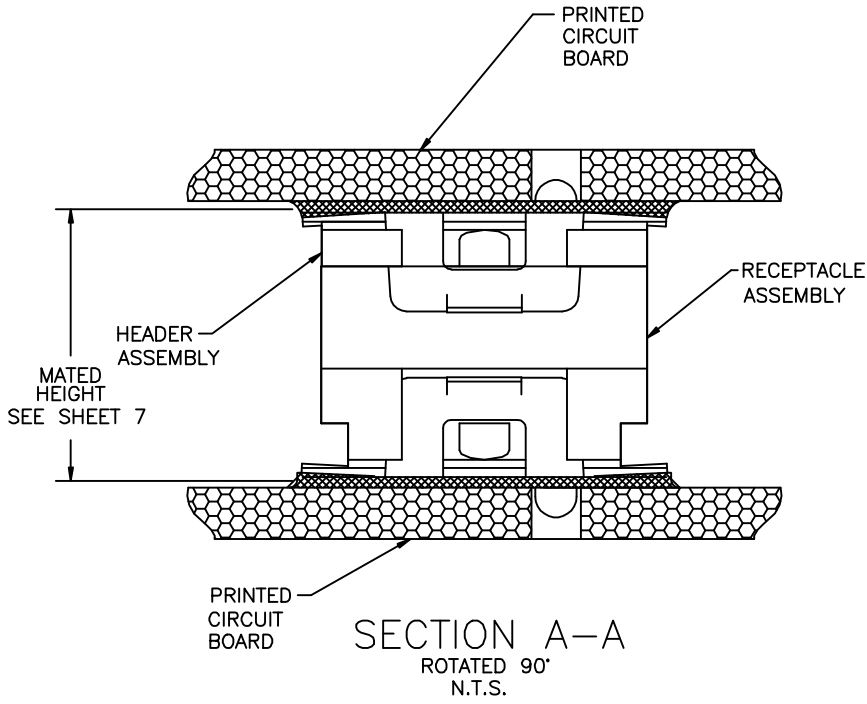 PRINTED
CIRCUIT
BOARD
RECEPTACLE
ASSEMBLY
HEADER
ASSEMBLY
MATED
HEIGHT
SEE SHEET 7
PRINTED
CIRCUIT
BOARD
SECTION A-A
ROTATED 90°
N.T.S.